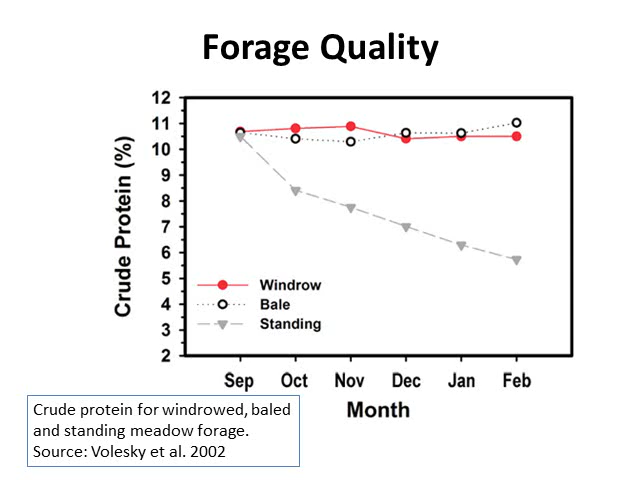 Forage Quality
12
11
10
9
8
7
6
5
4
3
2
Crude Protein (%)
Windrow
Bale
Standing
Sep Oct Nov Dec Jan Feb
Month
Crude protein for windrowed, baled
and standing meadow forage.
Source: Volesky et al. 2002